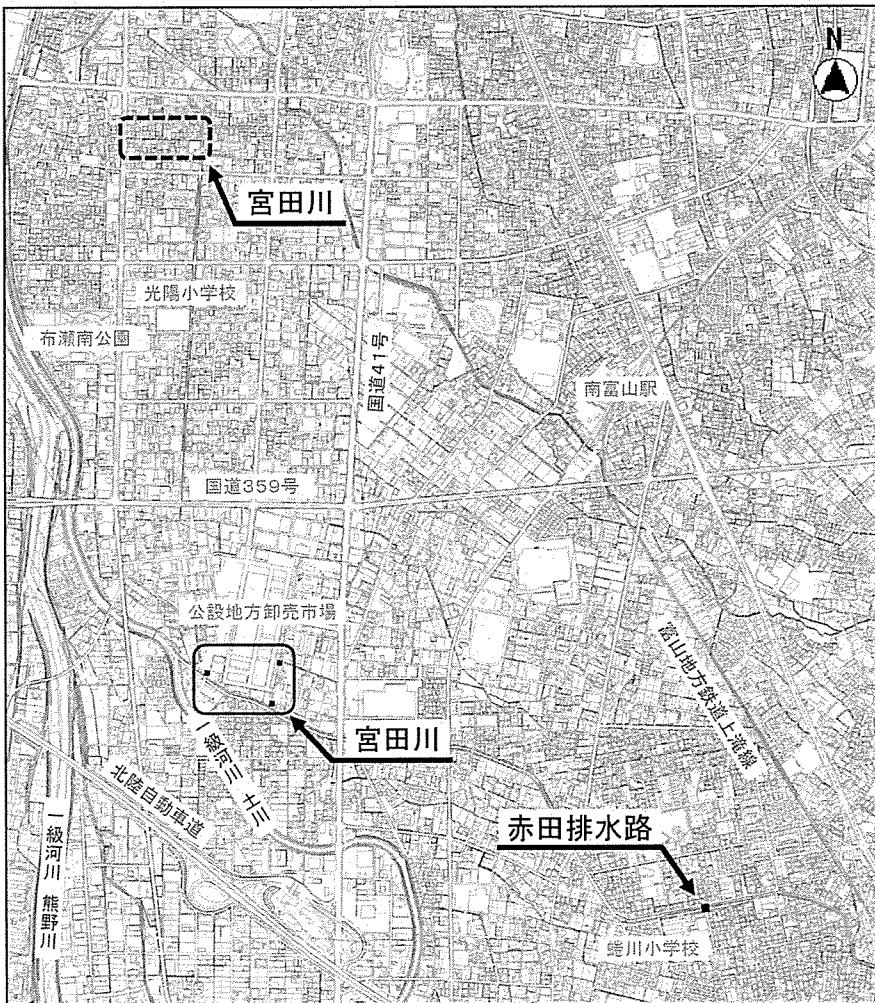 N
宮田川
光陽小学校
布瀬南公園
国道41号
南富山駅
国道359号
公設地方卸売市場
富山地方鉄道上滝線
宮田川
一級河川 土川
北陸自動車道
赤田排水路
一級河川 熊野川
蜷川小学校